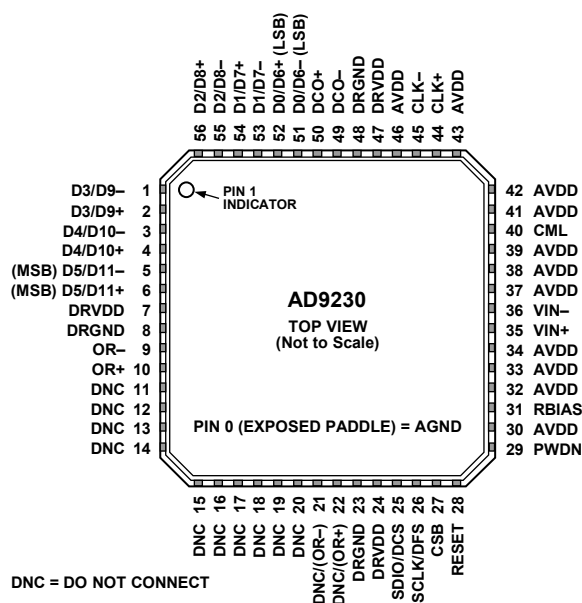 56 D2/D8+
55 D2/D8–
54 D1/D7+
53 D1/D7–
52 D0/D6+ (LSB)
51 D0/D6– (LSB)
50 DCO+
49 DCO–
48 DRGND
47 DRVDD
46 AVDD
45 CLK–
44 CLK+
43 AVDD
D3/D9– 1
D3/D9+ 2
D4/D10– 3
D4/D10+ 4
(MSB) D5/D11– 5
(MSB) D5/D11+ 6
DRVDD 7
DRGND 8
OR– 9
OR+ 10
DNC 11
DNC 12
DNC 13
DNC 14
PIN 1
INDICATOR
AD9230
TOP VIEW
(Not to Scale)
PIN 0 (EXPOSED PADDLE) = AGND
42 AVDD
41 AVDD
40 CML
39 AVDD
38 AVDD
37 AVDD
36 VIN–
35 VIN+
34 AVDD
33 AVDD
32 AVDD
31 RBIAS
30 AVDD
29 PWDN
DNC 15
DNC 16
DNC 17
DNC 18
DNC 19
DNC 20
DNC/(OR–) 21
DNC/(OR+) 22
DRGND 23
DRVDD 24
SDIO/DCS 25
SCLK/DFS 26
CSB 27
RESET 28
DNC = DO NOT CONNECT